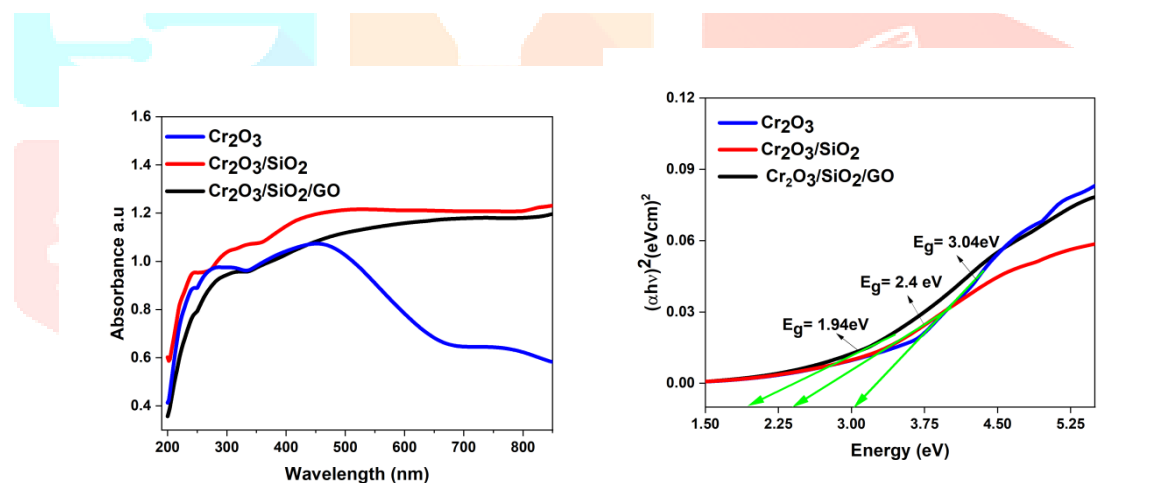 1.6
1.4
1.2
1.0
0.8
0.6
0.4
Absorbance a.u
Cr₂O₃
Cr₂O₃/SiO₂
Cr₂O₃/SiO₂/GO
200 300 400 500 600 700 800
Wavelength (nm)
0.12
0.09
0.06
0.03
0.00
(αhν)²(eVcm)²
Cr₂O₃
Cr₂O₃/SiO₂
Cr₂O₃/SiO₂/GO
E_g= 3.04eV
E_g= 2.4 eV
E_g= 1.94eV
1.50 2.25 3.00 3.75 4.50 5.25
Energy (eV)